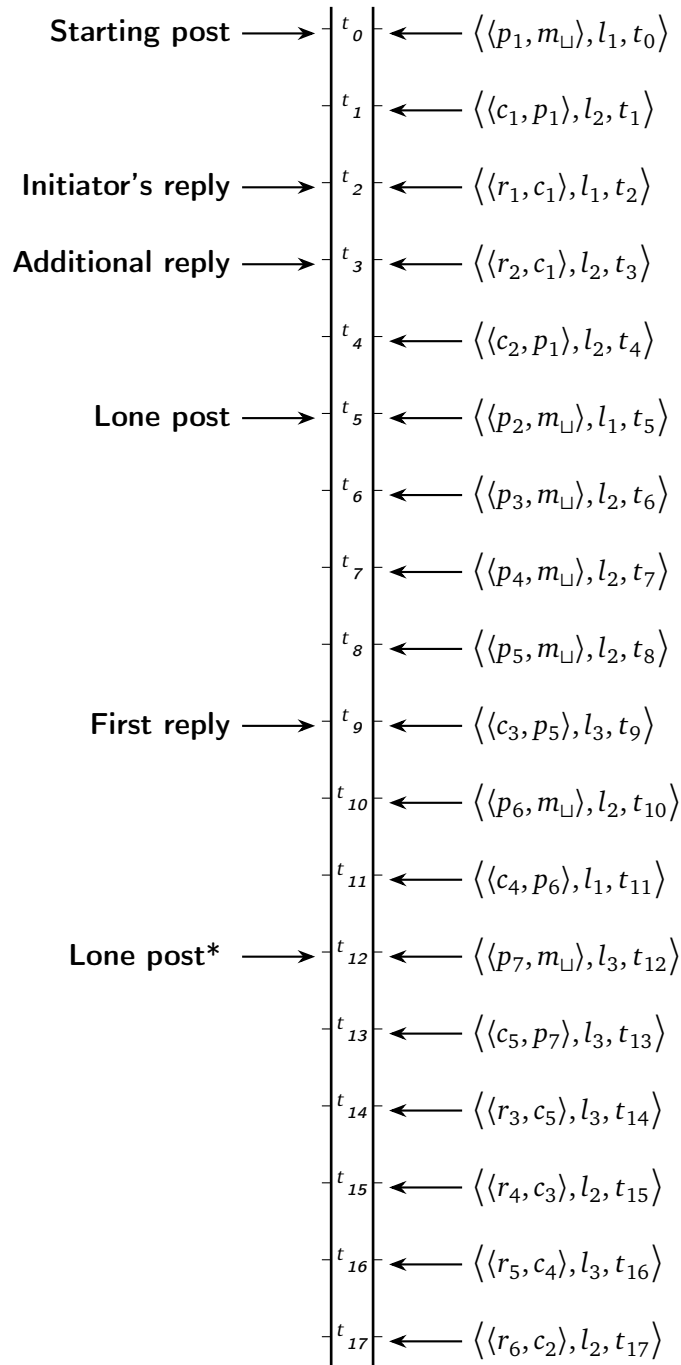 Starting post t₀ ⟨⟨p₁, m⊔⟩, l₁, t₀⟩
t₁ ⟨⟨c₁, p₁⟩, l₂, t₁⟩
Initiator's reply t₂ ⟨⟨r₁, c₁⟩, l₁, t₂⟩
Additional reply t₃ ⟨⟨r₂, c₁⟩, l₂, t₃⟩
t₄ ⟨⟨c₂, p₁⟩, l₂, t₄⟩
Lone post t₅ ⟨⟨p₂, m⊔⟩, l₁, t₅⟩
t₆ ⟨⟨p₃, m⊔⟩, l₂, t₆⟩
t₇ ⟨⟨p₄, m⊔⟩, l₂, t₇⟩
t₈ ⟨⟨p₅, m⊔⟩, l₂, t₈⟩
First reply t₉ ⟨⟨c₃, p₅⟩, l₃, t₉⟩
t₁₀ ⟨⟨p₆, m⊔⟩, l₂, t₁₀⟩
t₁₁ ⟨⟨c₄, p₆⟩, l₁, t₁₁⟩
Lone post* t₁₂ ⟨⟨p₇, m⊔⟩, l₃, t₁₂⟩
t₁₃ ⟨⟨c₅, p₇⟩, l₃, t₁₃⟩
t₁₄ ⟨⟨r₃, c₅⟩, l₃, t₁₄⟩
t₁₅ ⟨⟨r₄, c₃⟩, l₂, t₁₅⟩
t₁₆ ⟨⟨r₅, c₄⟩, l₃, t₁₆⟩
t₁₇ ⟨⟨r₆, c₂⟩, l₂, t₁₇⟩